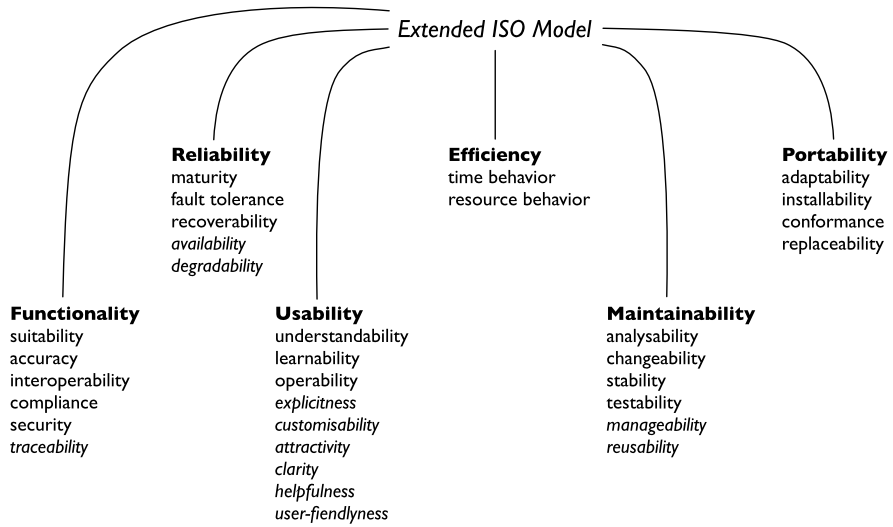 Extended ISO Model
Reliability
maturity
fault tolerance
recoverability
availability
degradability
Efficiency
time behavior
resource behavior
Portability
adaptability
installability
conformance
replaceability
Functionality
suitability
accuracy
interoperability
compliance
security
traceability
Usability
understandability
learnability
operability
explicitness
customisability
attractivity
clarity
helpfulness
user-fiendlyness
Maintainability
analysability
changeability
stability
testability
manageability
reusability